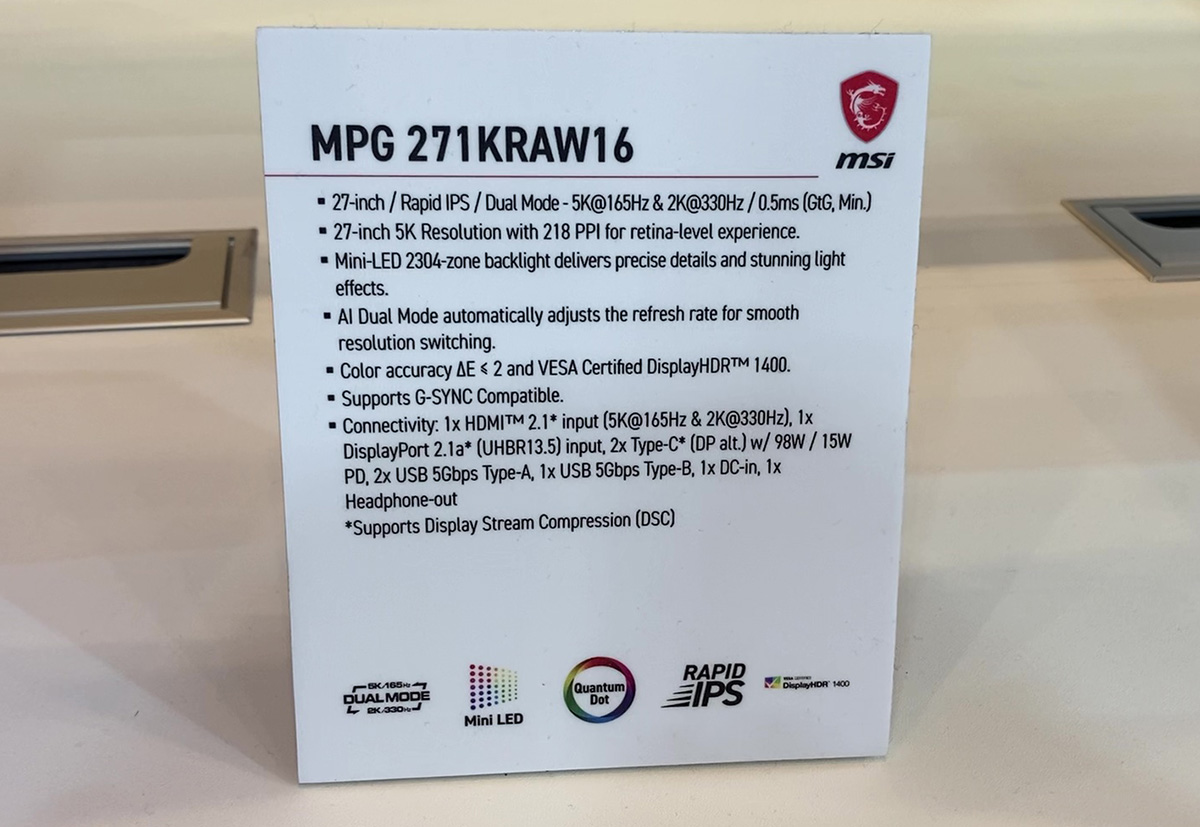 msi
MPG 271KRAW16
▪ 27-inch / Rapid IPS / Dual Mode - 5K@165Hz & 2K@330Hz / 0.5ms (GtG, Min.)
▪ 27-inch 5K Resolution with 218 PPI for retina-level experience.
▪ Mini-LED 2304-zone backlight delivers precise details and stunning light
effects.
▪ AI Dual Mode automatically adjusts the refresh rate for smooth
resolution switching.
▪ Color accuracy ΔE ≤ 2 and VESA Certified DisplayHDR™ 1400.
▪ Supports G-SYNC Compatible.
▪ Connectivity: 1x HDMI™ 2.1* input (5K@165Hz & 2K@330Hz), 1x
DisplayPort 2.1a* (UHBR13.5) input, 2x Type-C* (DP alt.) w/ 98W / 15W
PD, 2x USB 5Gbps Type-A, 1x USB 5Gbps Type-B, 1x DC-in, 1x
Headphone-out
*Supports Display Stream Compression (DSC)
5K/165Hz
DUAL MODE
2K/330Hz
Mini LED
Quantum
Dot
RAPID
IPS
VESA CERTIFIED
DisplayHDR™ 1400